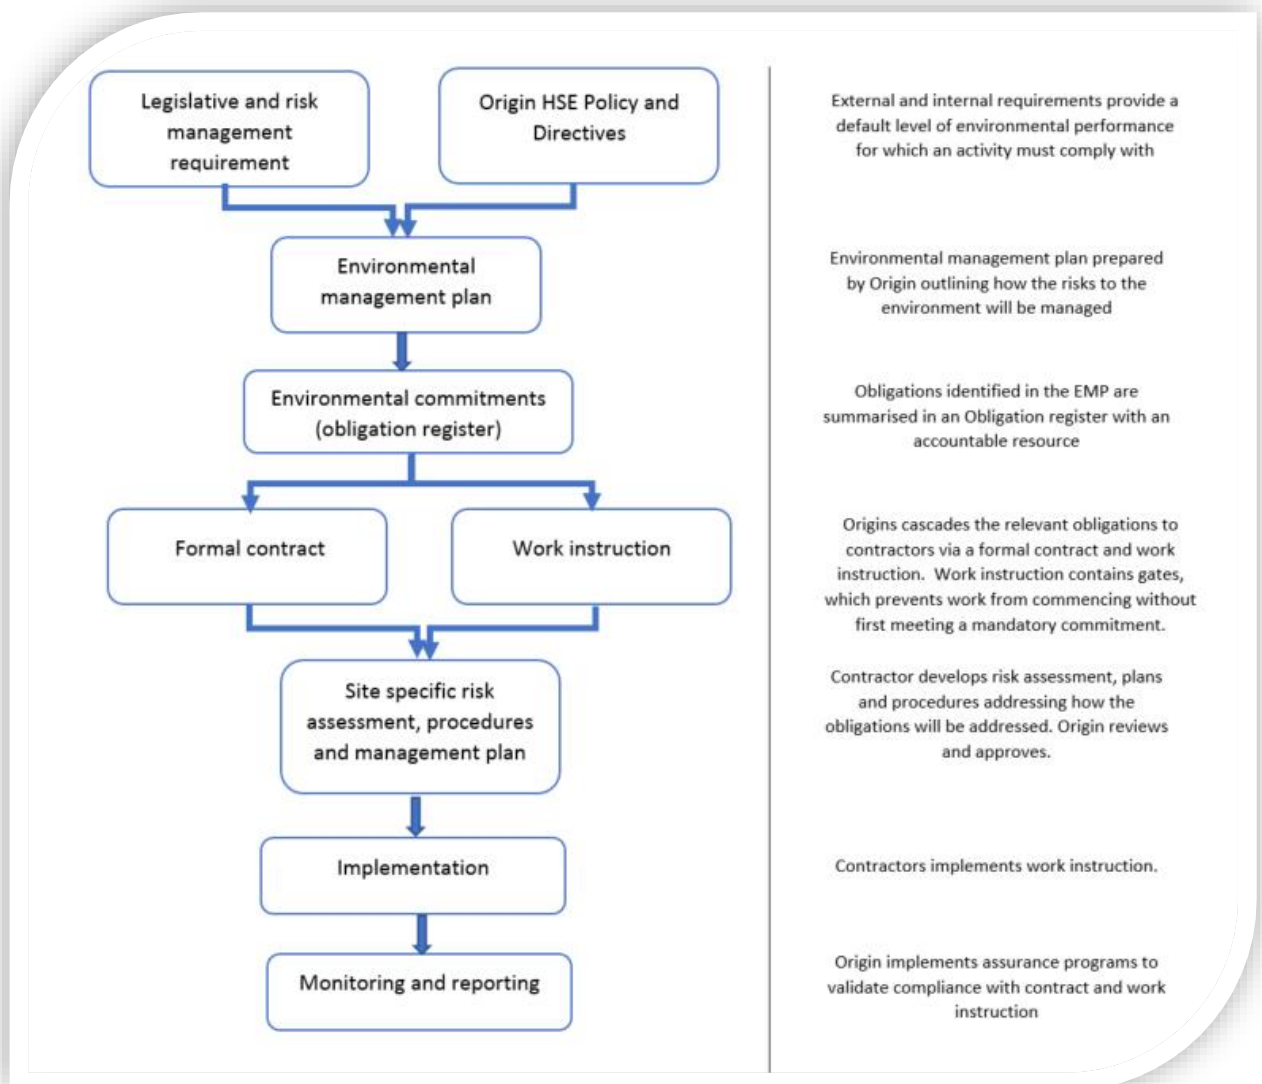 Legislative and risk
management
requirement
Origin HSE Policy and
Directives
External and internal requirements provide a
default level of environmental performance
for which an activity must comply with
Environmental
management plan
Environmental management plan prepared
by Origin outlining how the risks to the
environment will be managed
Environmental commitments
(obligation register)
Obligations identified in the EMP are
summarised in an Obligation register with an
accountable resource
Formal contract
Work instruction
Origins cascades the relevant obligations to
contractors via a formal contract and work
instruction.  Work instruction contains gates,
which prevents work from commencing without
first meeting a mandatory commitment.
Site specific risk
assessment, procedures
and management plan
Contractor develops risk assessment, plans
and procedures addressing how the
obligations will be addressed. Origin reviews
and approves.
Implementation
Contractors implements work instruction.
Monitoring and reporting
Origin implements assurance programs to
validate compliance with contract and work
instruction